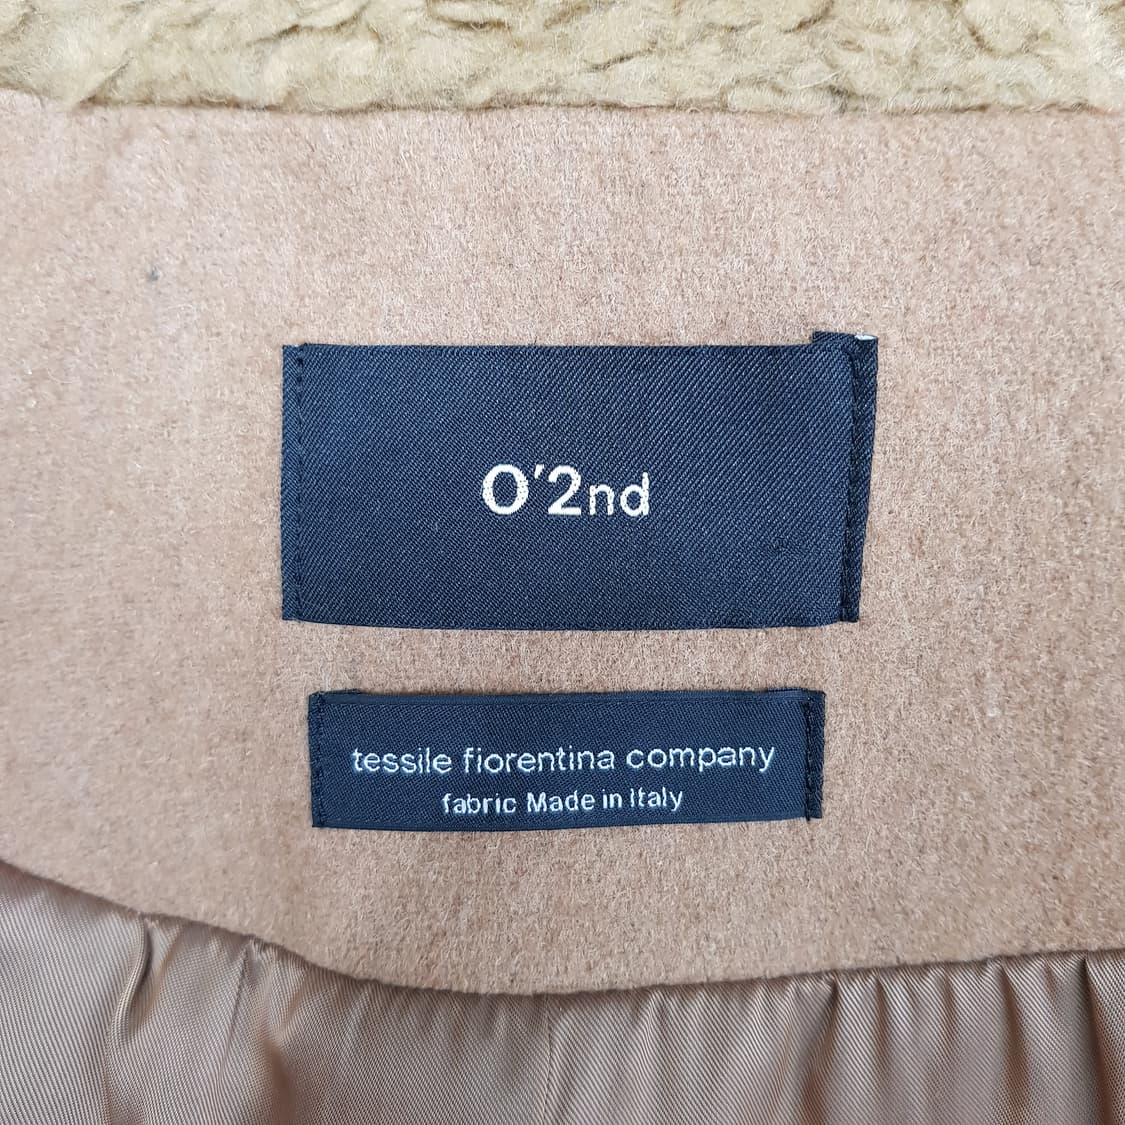 O'2nd
tessile fiorentina company
fabric Made in Italy